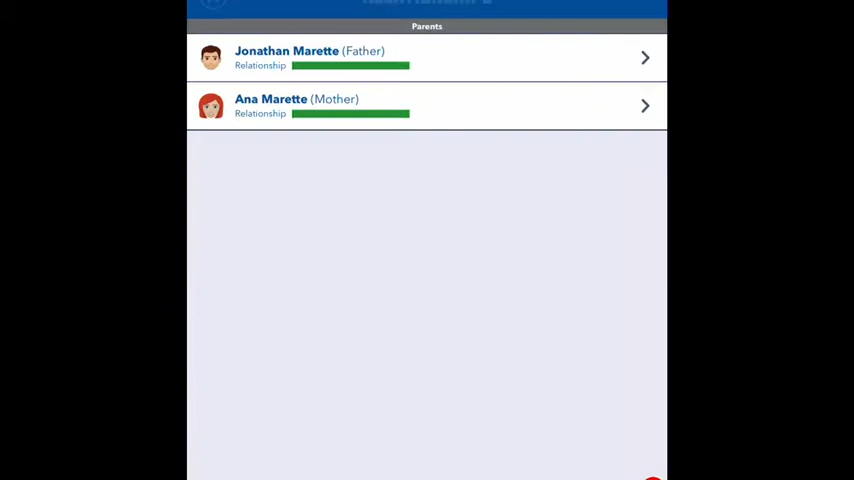 Parents
Jonathan Marette (Father)
Relationship
Ana Marette (Mother)
Relationship